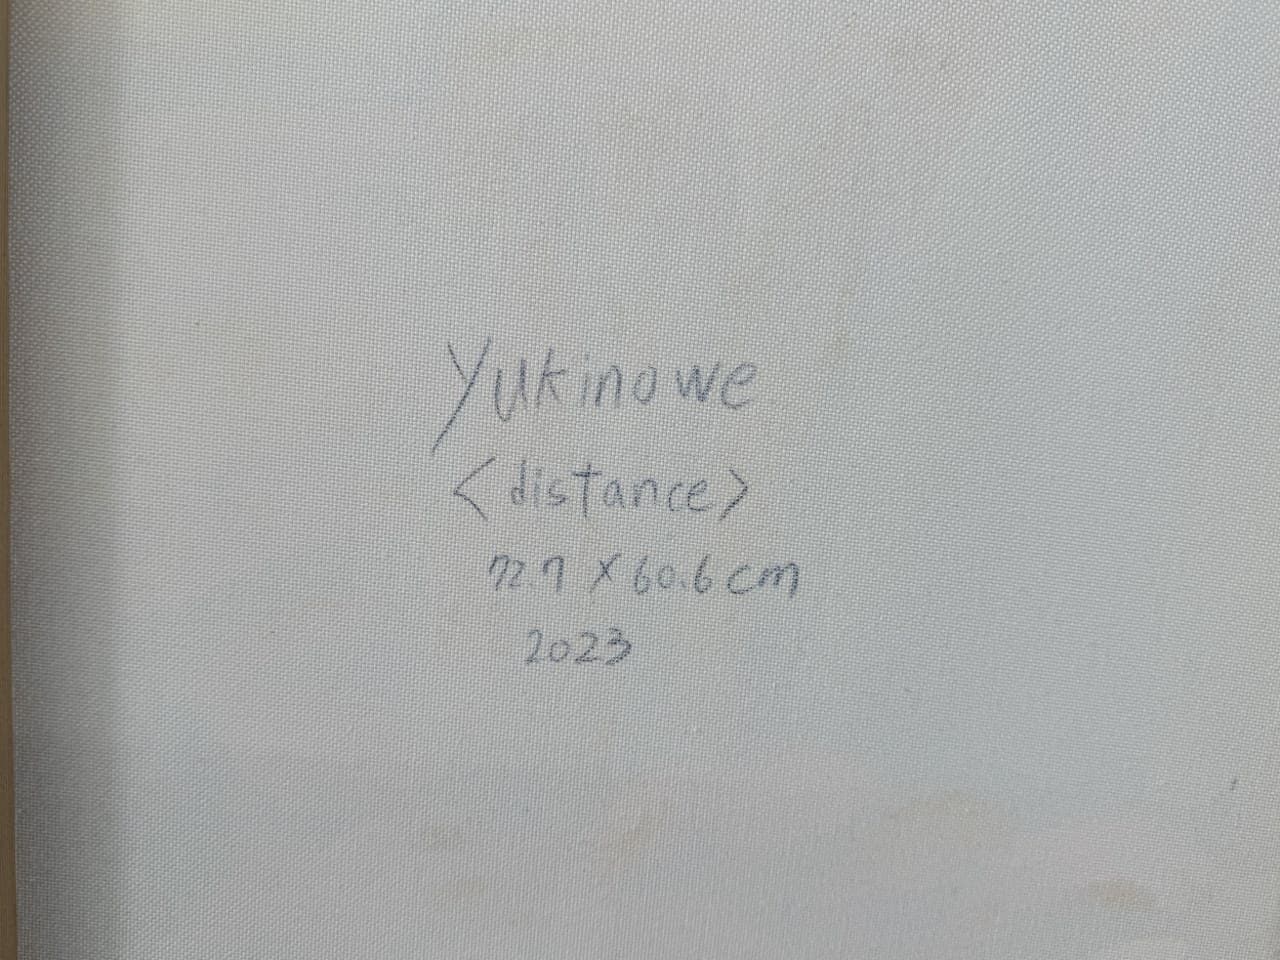 Yukinowe
<distance>
72.7 X 60.6 cm
2023